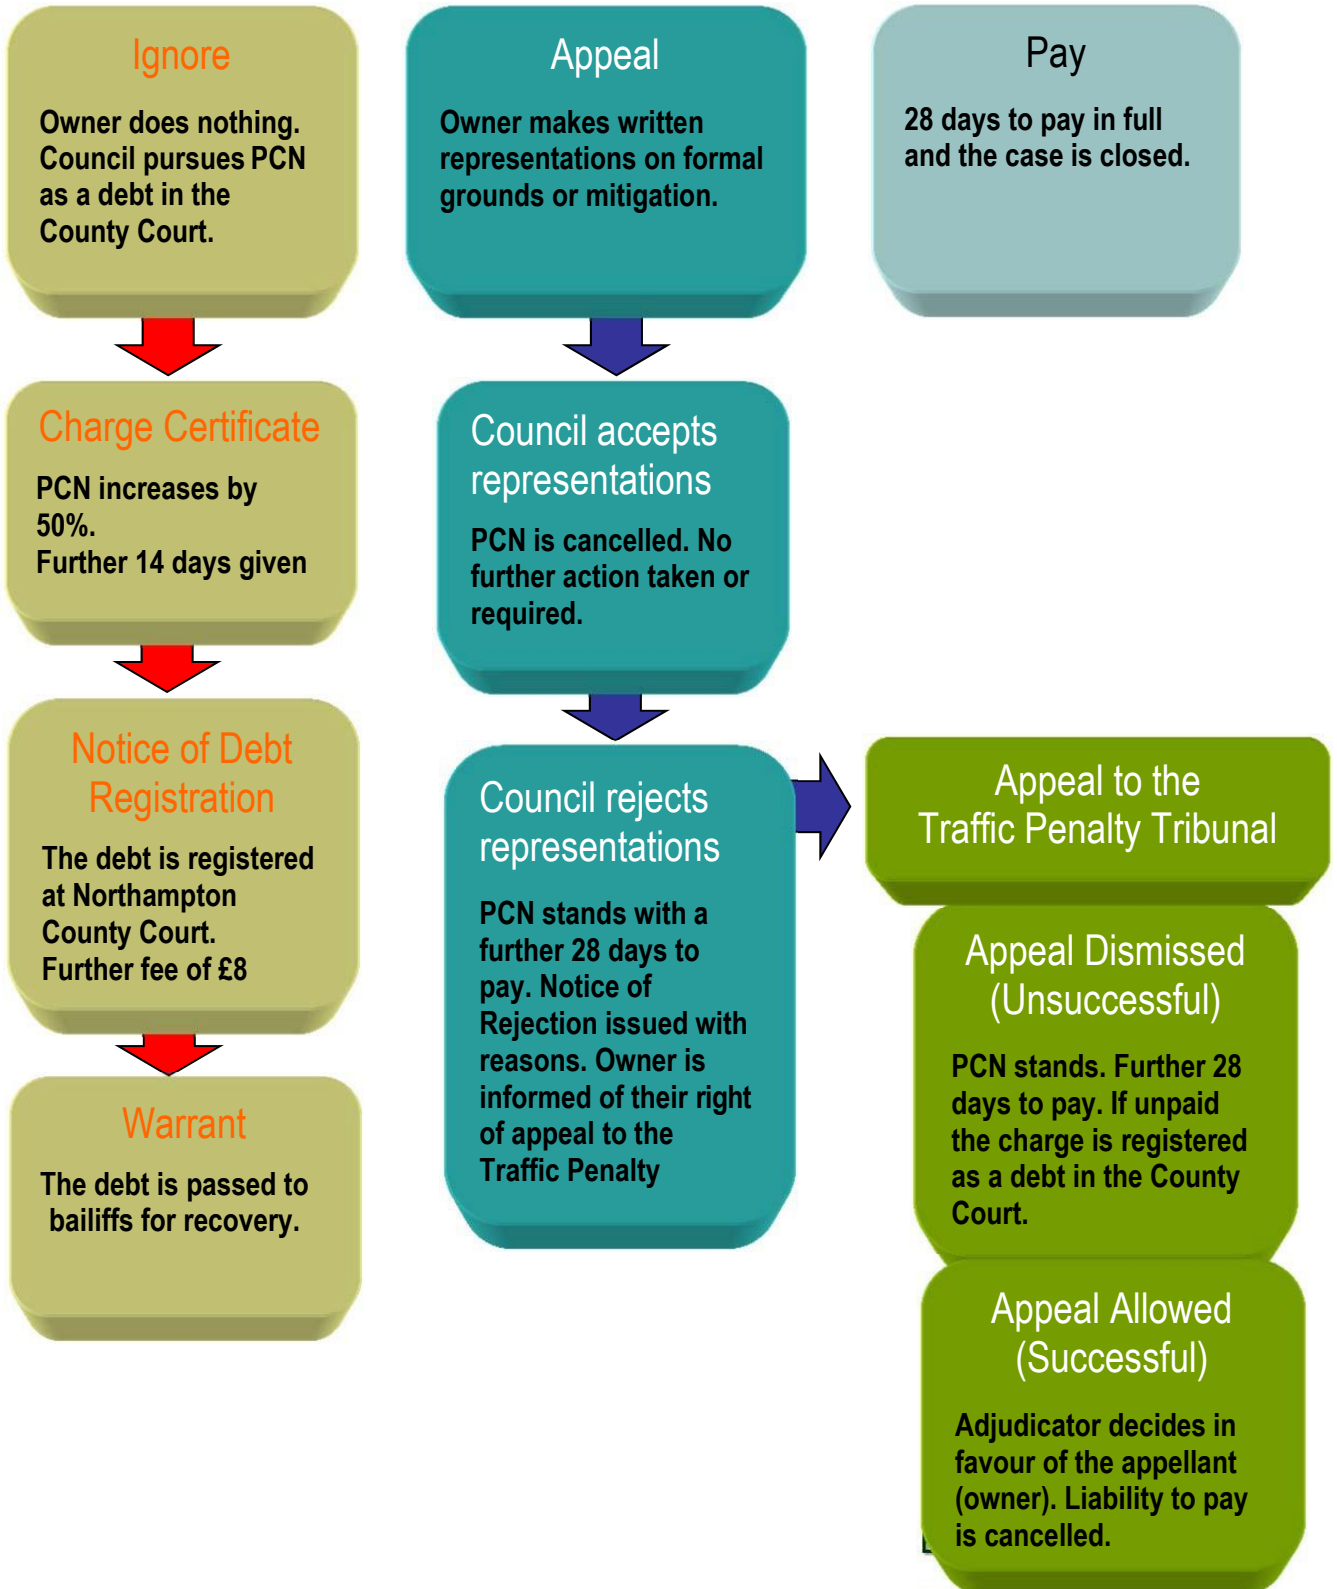 Ignore
Owner does nothing.
Council pursues PCN
as a debt in the
County Court.
Charge Certificate
PCN increases by
50%.
Further 14 days given
Notice of Debt
Registration
The debt is registered
at Northampton
County Court.
Further fee of £8
Warrant
The debt is passed to
bailiffs for recovery.
Appeal
Owner makes written
representations on formal
grounds or mitigation.
Council accepts
representations
PCN is cancelled. No
further action taken or
required.
Council rejects
representations
PCN stands with a
further 28 days to
pay. Notice of
Rejection issued with
reasons. Owner is
informed of their right
of appeal to the
Traffic Penalty
Pay
28 days to pay in full
and the case is closed.
Appeal to the
Traffic Penalty Tribunal
Appeal Dismissed
(Unsuccessful)
PCN stands. Further 28
days to pay. If unpaid
the charge is registered
as a debt in the County
Court.
Appeal Allowed
(Successful)
Adjudicator decides in
favour of the appellant
(owner). Liability to pay
is cancelled.